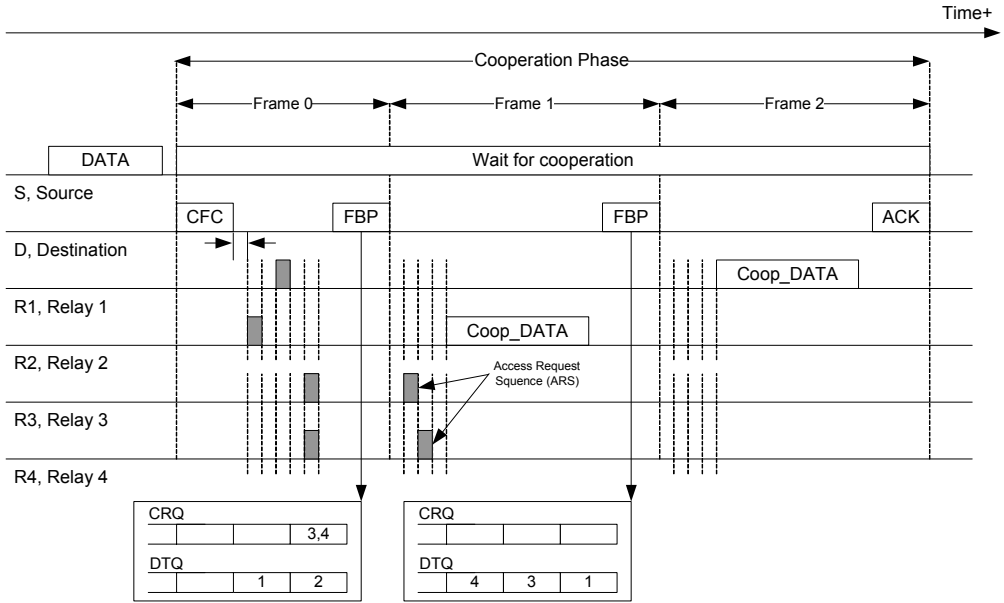 Time+
Cooperation Phase
Frame 0
Frame 1
Frame 2
DATA
Wait for cooperation
S, Source
CFC
FBP
FBP
ACK
D, Destination
Coop_DATA
R1, Relay 1
Coop_DATA
R2, Relay 2
Access Request
Squence (ARS)
R3, Relay 3
R4, Relay 4
CRQ
3,4
DTQ
1 2
CRQ
DTQ
4 3 1